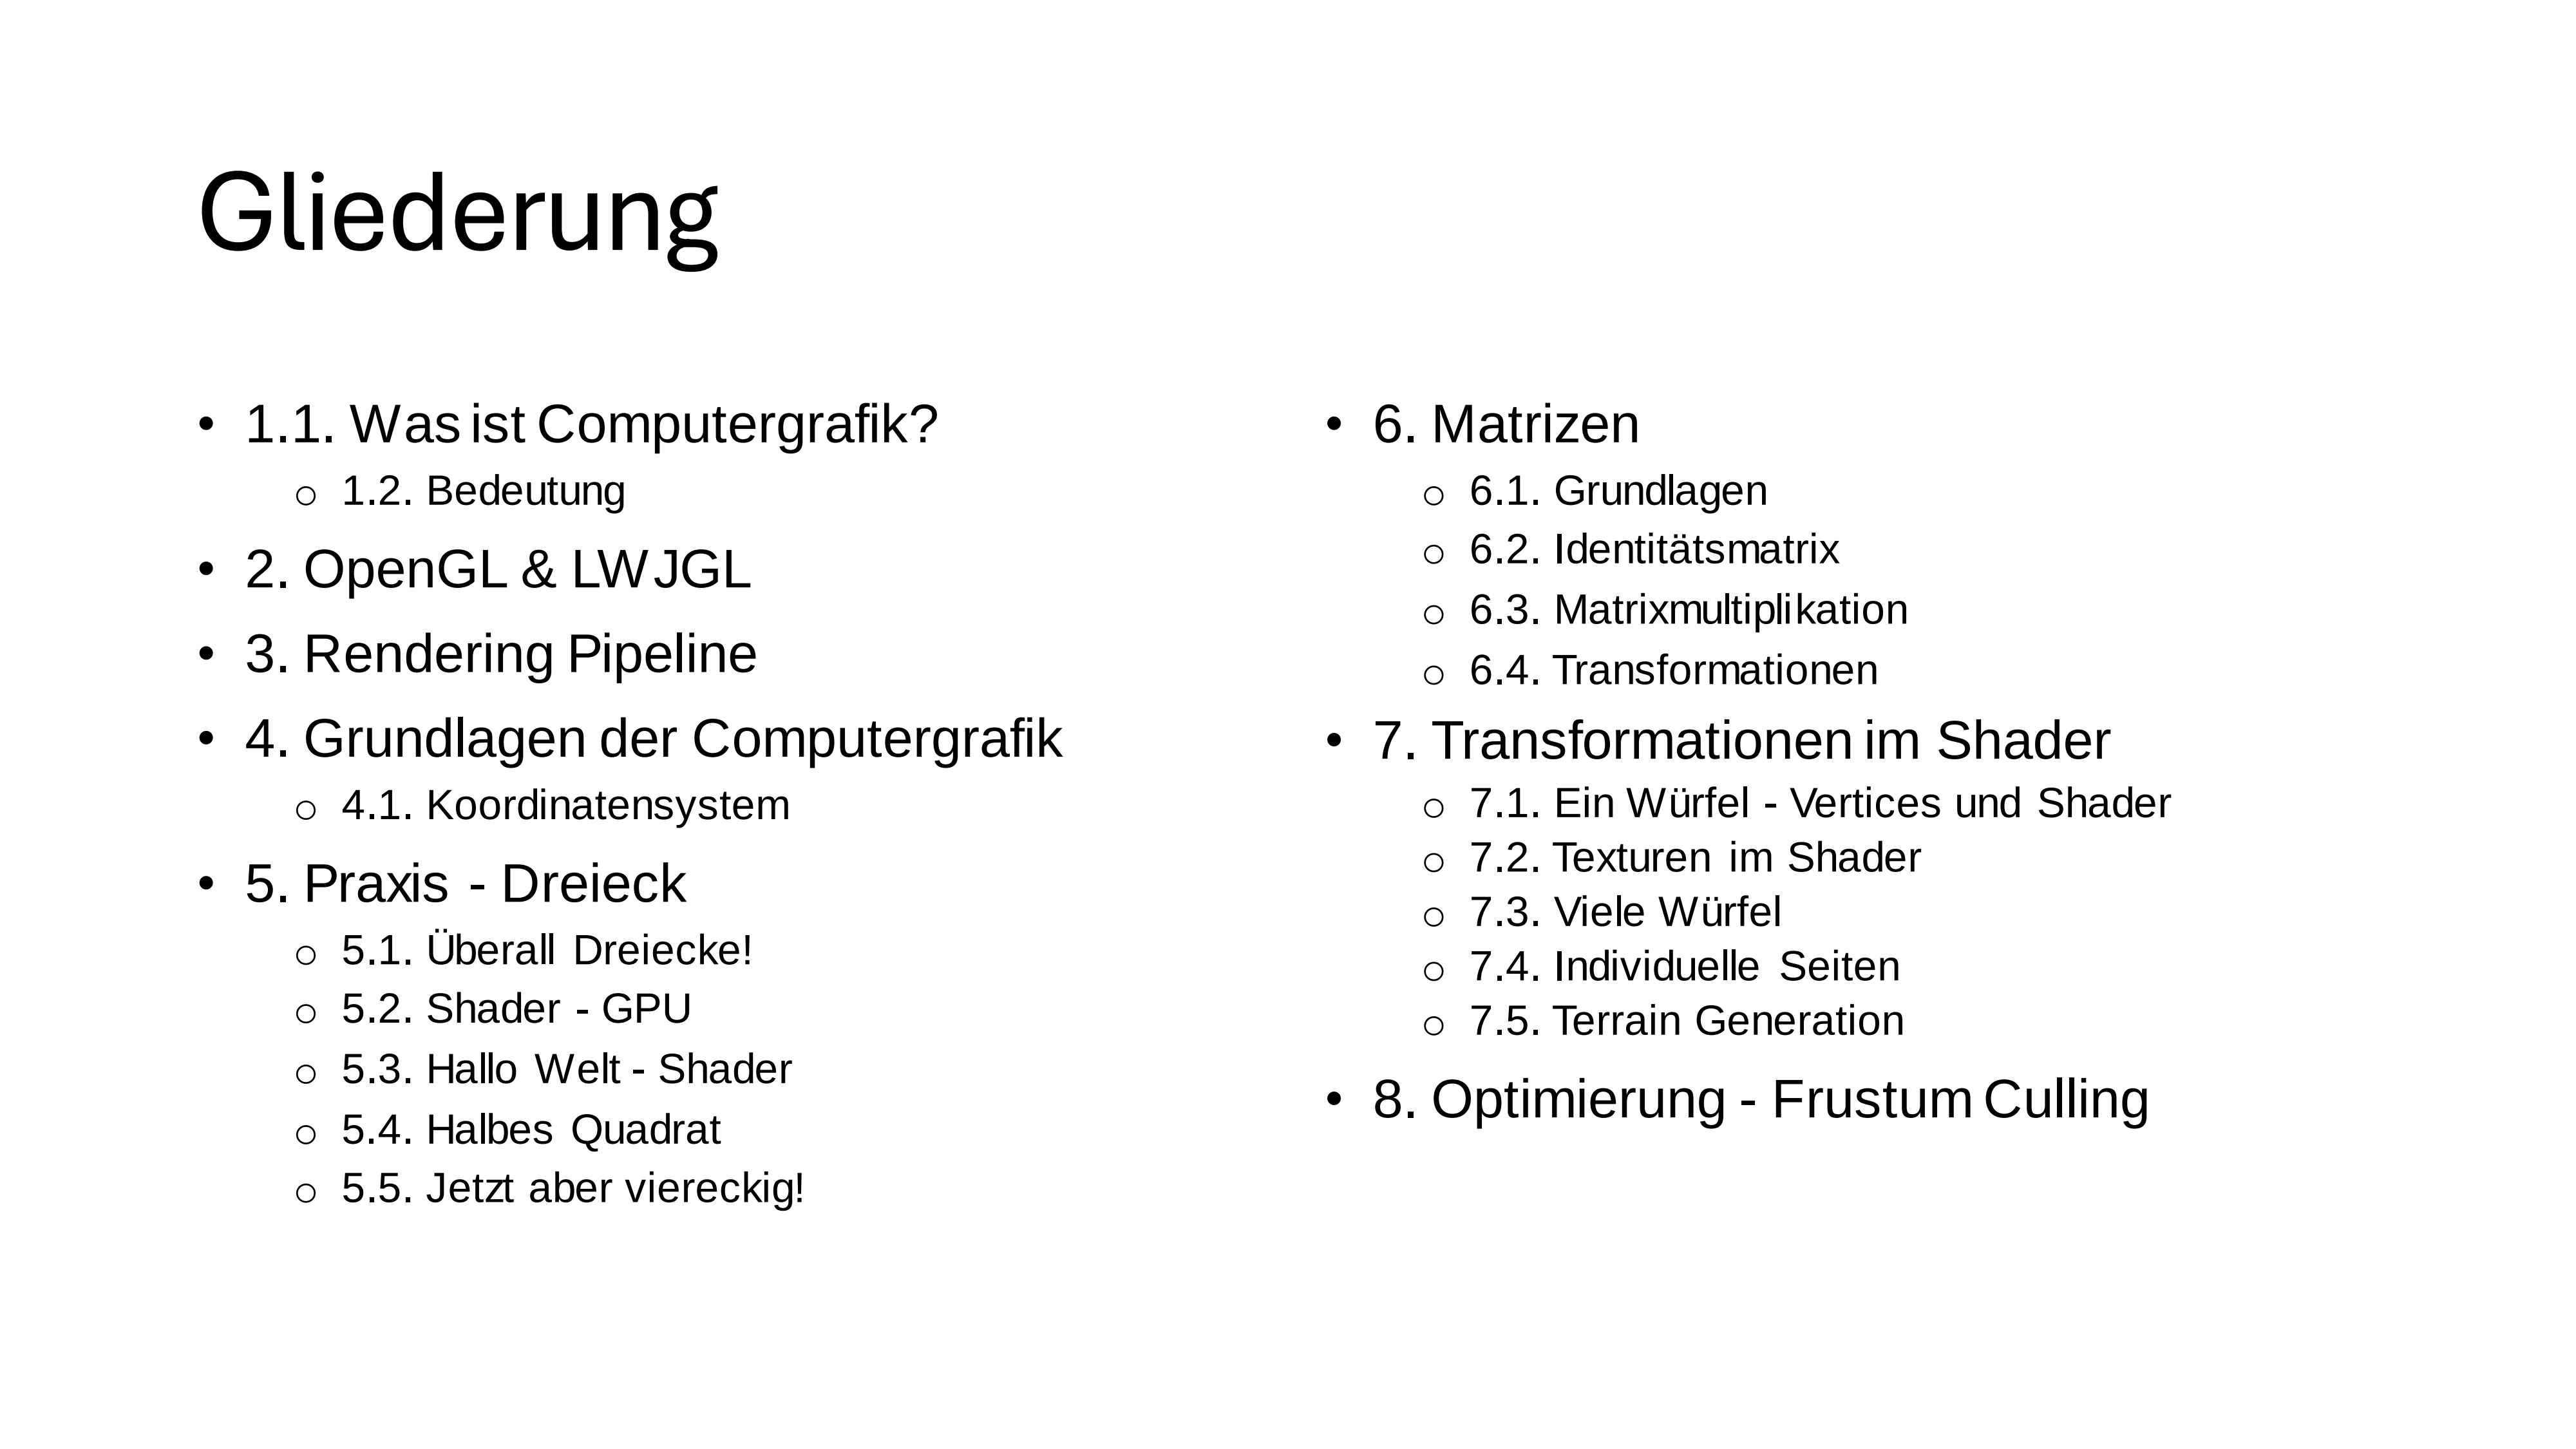 Gliederung
• 1.1. Was ist Computergrafik?
o 1.2. Bedeutung
• 2. OpenGL & LWJGL
• 3. Rendering Pipeline
• 4. Grundlagen der Computergrafik
o 4.1. Koordinatensystem
• 5. Praxis - Dreieck
o 5.1. Überall Dreiecke!
o 5.2. Shader - GPU
o 5.3. Hallo Welt - Shader
o 5.4. Halbes Quadrat
o 5.5. Jetzt aber viereckig!
• 6. Matrizen
o 6.1. Grundlagen
o 6.2. Identitätsmatrix
o 6.3. Matrixmultiplikation
o 6.4. Transformationen
• 7. Transformationen im Shader
o 7.1. Ein Würfel - Vertices und Shader
o 7.2. Texturen im Shader
o 7.3. Viele Würfel
o 7.4. Individuelle Seiten
o 7.5. Terrain Generation
• 8. Optimierung - Frustum Culling